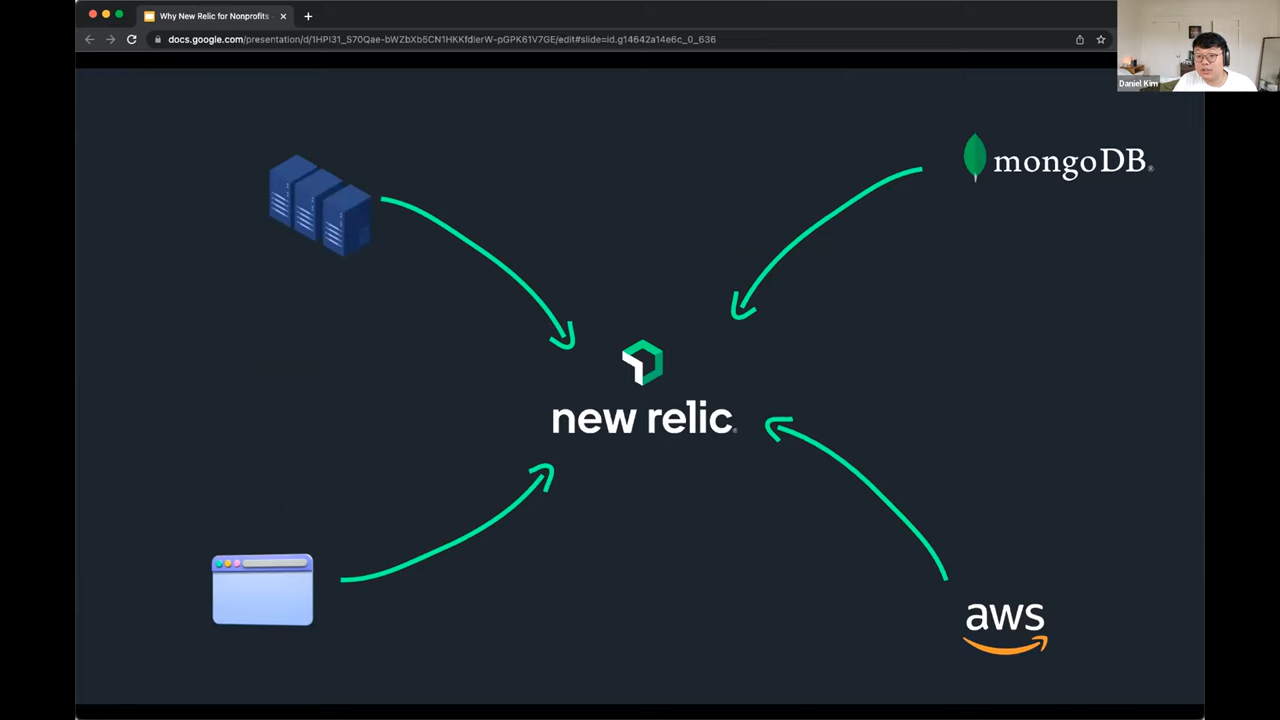 Why New Relic for Nonprofits -
docs.google.com/presentation/d/1HPI31_S70Qae-bWZbXb5CN1HKKfdIerW-pGPK61V7GE/edit#slide=id.g14642a14e6c_0_636
Daniel Kim
mongoDB®
new relic®
aws